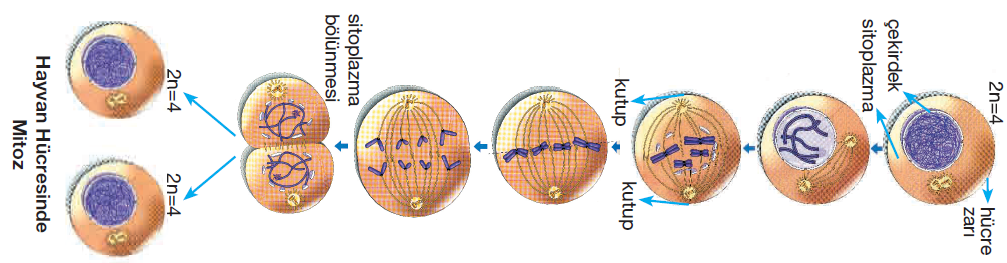 2n=4
çekirdek
sitoplazma
hücre
zarı
kutup
kutup
sitoplazma
bölünmesi
2n=4
2n=4
Hayvan Hücresinde
Mitoz